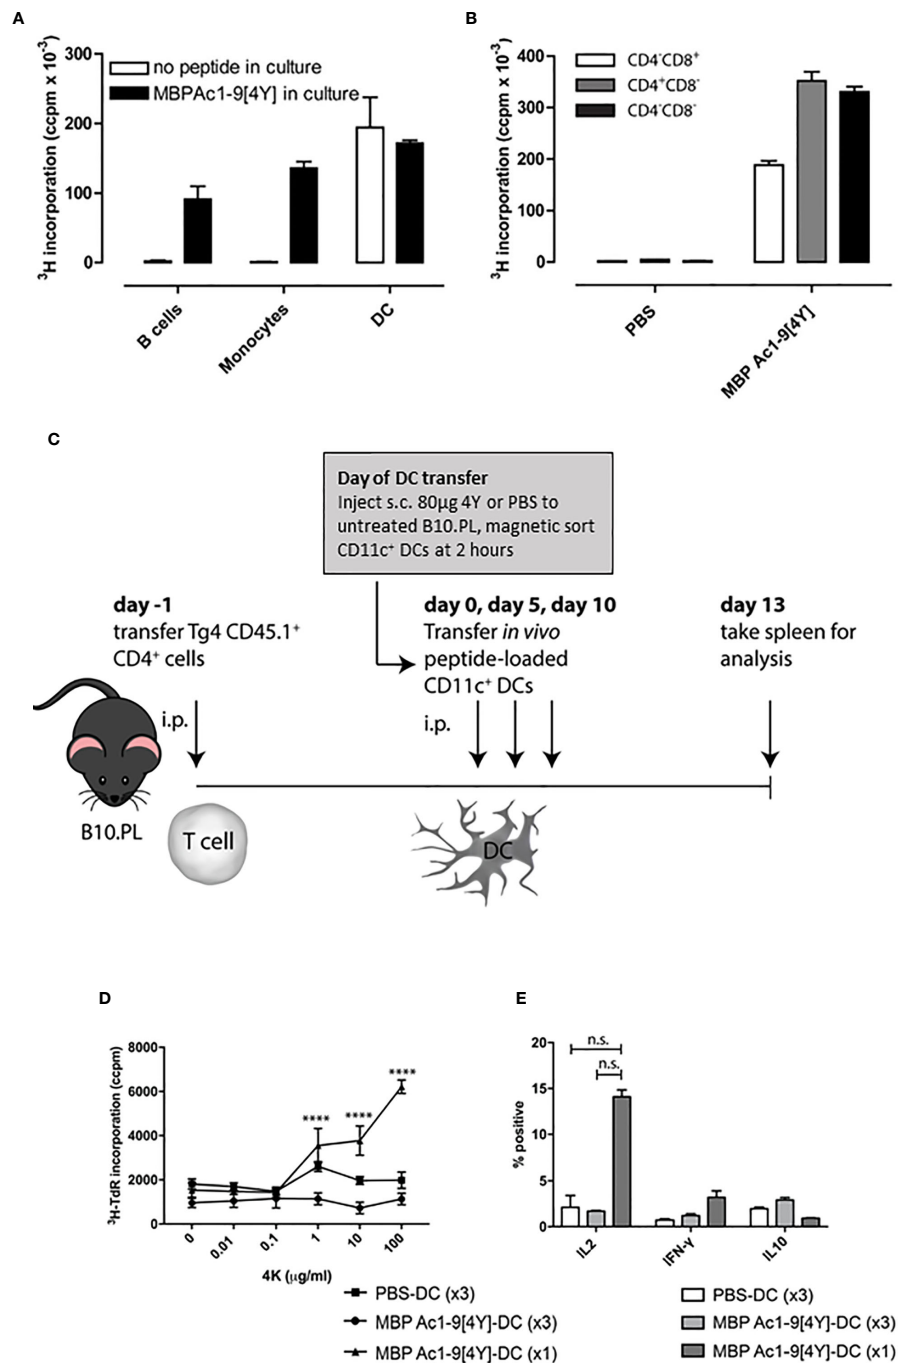 A
³H incorporation (ccpm x 10⁻³)
300
200
100
0
no peptide in culture
MBPAc1-9[4Y] in culture
B cells
Monocytes
DC
B
³H incorporation (ccpm x 10⁻³)
400
300
200
100
0
CD4⁻CD8⁺
CD4⁺CD8⁻
CD4⁻CD8⁻
PBS
MBP Ac1-9[4Y]
C
Day of DC transfer
Inject s.c. 80µg 4Y or PBS to
untreated B10.PL, magnetic sort
CD11c⁺ DCs at 2 hours
day -1
transfer Tg4 CD45.1⁺
CD4⁺ cells
i.p.
B10.PL
T cell
day 0, day 5, day 10
Transfer in vivo
peptide-loaded
CD11c⁺ DCs
i.p.
DC
day 13
take spleen for
analysis
D
³H-TdR incorporation (ccpm)
8000
6000
4000
2000
0
****
****
****
0
0.01
0.1
1
10
100
4K (µg/ml)
PBS-DC (x3)
MBP Ac1-9[4Y]-DC (x3)
MBP Ac1-9[4Y]-DC (x1)
E
% positive
20
15
10
5
0
n.s.
n.s.
IL2
IFN-γ
IL10
PBS-DC (x3)
MBP Ac1-9[4Y]-DC (x3)
MBP Ac1-9[4Y]-DC (x1)